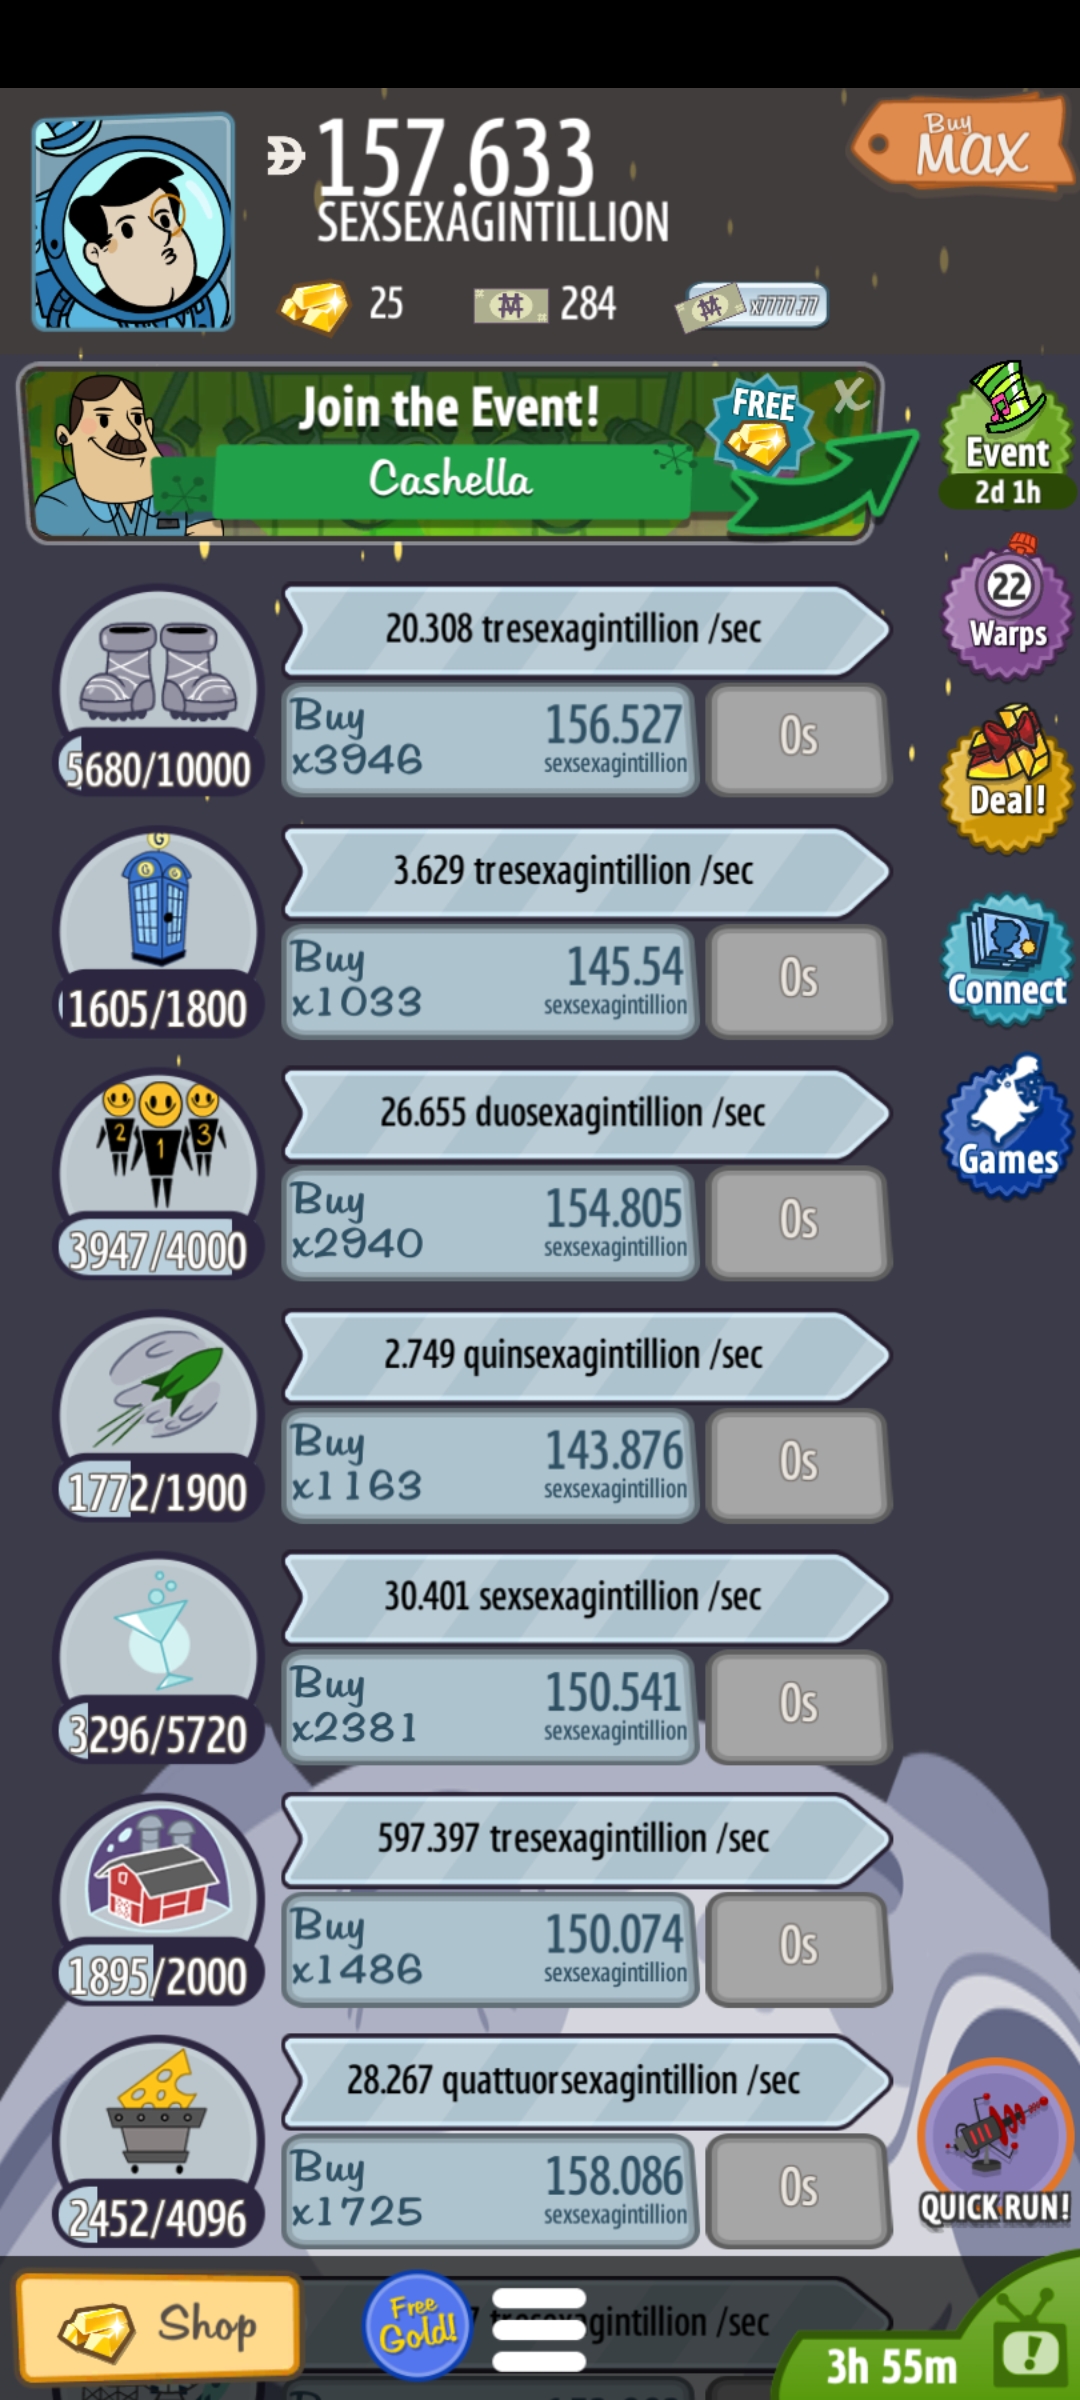 157.633
SEXSEXAGINTILLION
Buy
MAX
25
284
x7777.77
Join the Event!
Cashella
FREE
X
Event
2d 1h
22
Warps
Deal!
Connect
Games
20.308 tresexagintillion /sec
Buy
x3946
156.527
sexsexagintillion
0s
5680/10000
G
G G
3.629 tresexagintillion /sec
Buy
x1033
145.54
sexsexagintillion
0s
1605/1800
2 1 3
26.655 duosexagintillion /sec
Buy
x2940
154.805
sexsexagintillion
0s
3947/4000
2.749 quinsexagintillion /sec
Buy
x1163
143.876
sexsexagintillion
0s
1772/1900
30.401 sexsexagintillion /sec
Buy
x2381
150.541
sexsexagintillion
0s
3296/5720
597.397 tresexagintillion /sec
Buy
x1486
150.074
sexsexagintillion
0s
1895/2000
28.267 quattuorsexagintillion /sec
Buy
x1725
158.086
sexsexagintillion
0s
2452/4096
QUICK RUN!
Shop
Free
Gold!
/sec
3h 55m
!